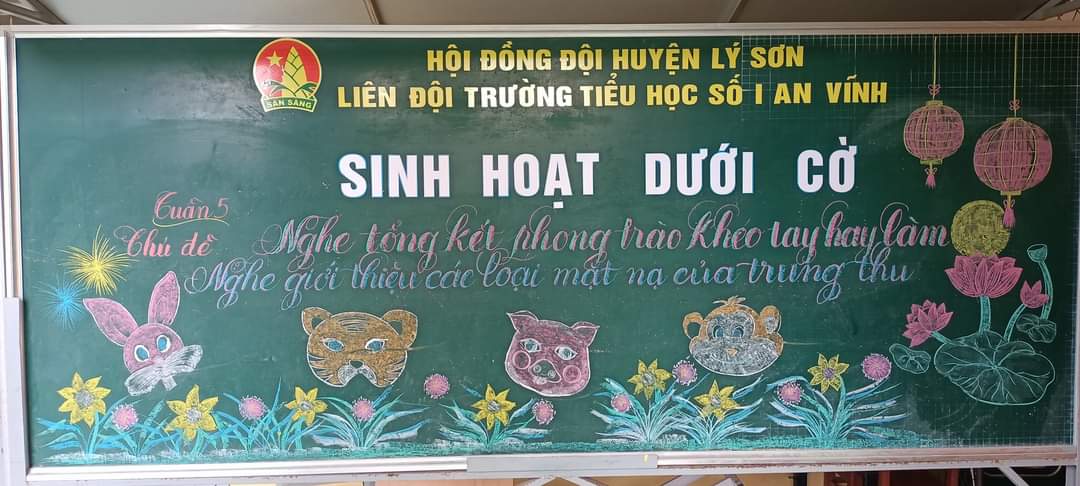 HỘI ĐỒNG ĐỘI HUYỆN LÝ SƠN
LIÊN ĐỘI TRƯỜNG TIỂU HỌC SỐ I AN VĨNH
SẴN SÀNG
SINH HOẠT DƯỚI CỜ
Tuần 5
Chủ đề
Nghe tổng kết phong trào khéo tay hay làm
Nghe giới thiệu các loại mặt nạ của trung thu